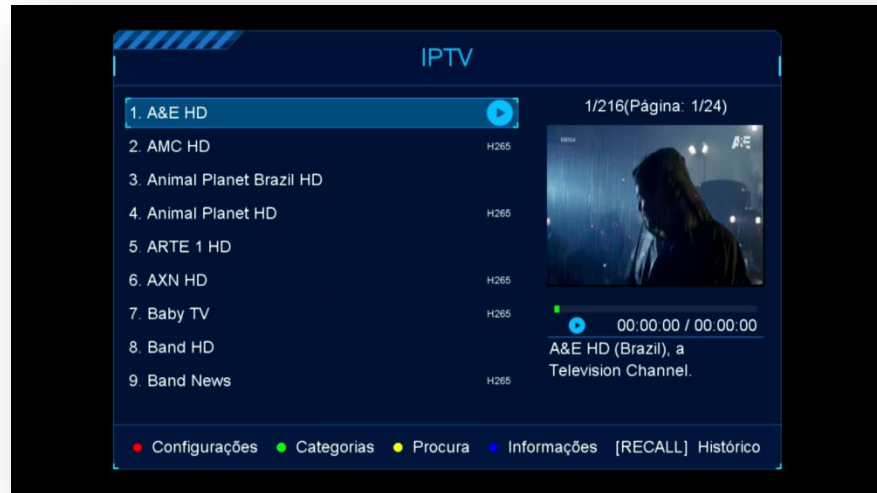 IPTV
1. A&E HD
2. AMC HD H265
3. Animal Planet Brazil HD
4. Animal Planet HD H265
5. ARTE 1 HD
6. AXN HD H265
7. Baby TV H265
8. Band HD
9. Band News H265
1/216(Página: 1/24)
A&E
00:00:00 / 00:00:00
A&E HD (Brazil), a
Television Channel.
Configurações Categorias Procura Informações [RECALL] Histórico